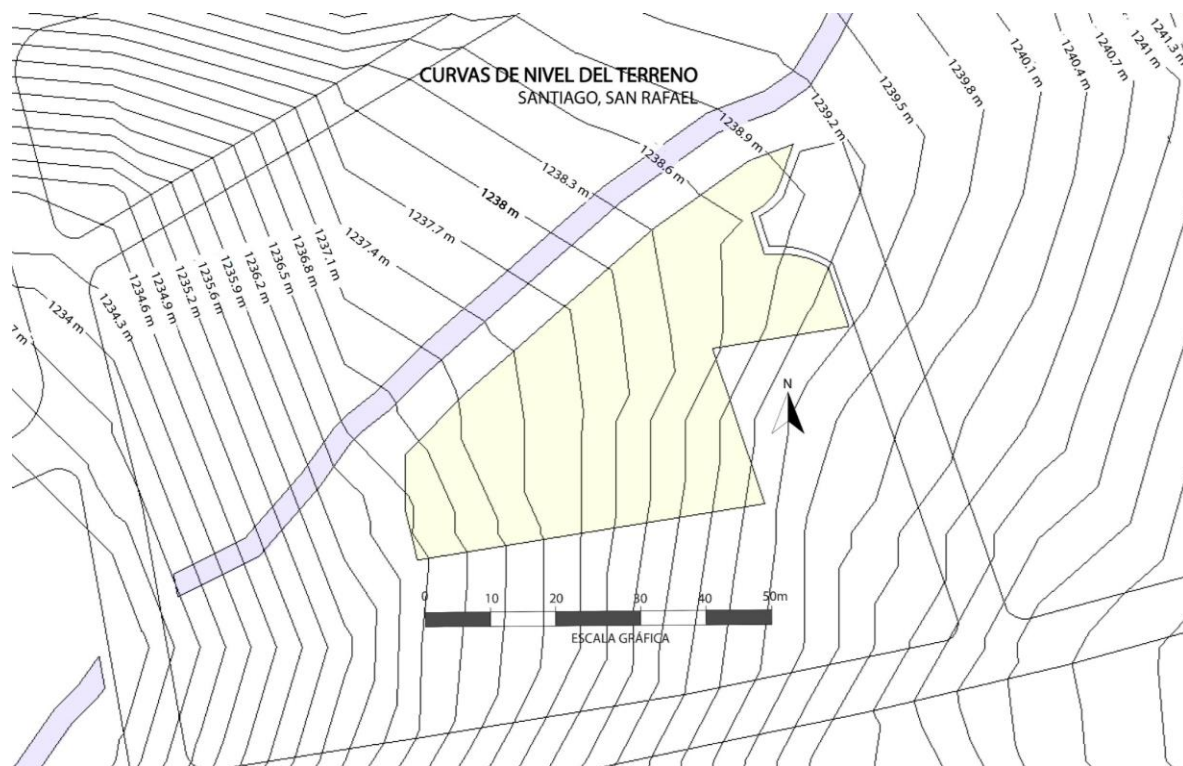 CURVAS DE NIVEL DEL TERRENO
SANTIAGO, SAN RAFAEL
1234 m
1234.3 m
1234.6 m
1234.9 m
1235.2 m
1235.6 m
1235.9 m
1236.2 m
1236.5 m
1236.8 m
1237.1 m
1237.4 m
1237.7 m
1238 m
1238.3 m
1238.6 m
1238.9 m
1239.2 m
1239.5 m
1239.8 m
1240.1 m
1240.4 m
1240.7 m
1241 m
1241.3 m
N
0 10 20 30 40 50m
ESCALA GRÁFICA